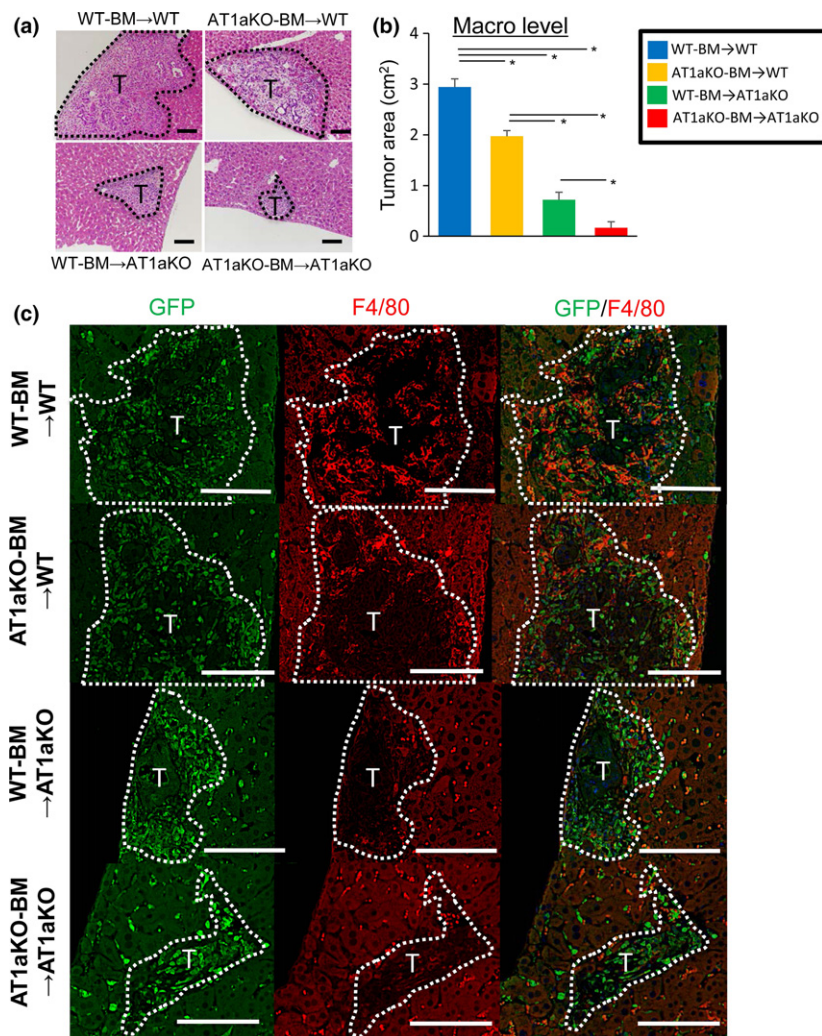 (a)
WT-BM→WT
AT1aKO-BM→WT
T
T
T
T
WT-BM→AT1aKO
AT1aKO-BM→AT1aKO
(b)
Macro level
Tumor area (cm²)
4
3
2
1
0
*
*
*
*
*
*
WT-BM→WT
AT1aKO-BM→WT
WT-BM→AT1aKO
AT1aKO-BM→AT1aKO
(c)
GFP
F4/80
GFP/F4/80
WT-BM
→WT
T
T
T
AT1aKO-BM
→WT
T
T
T
WT-BM
→AT1aKO
T
T
T
AT1aKO-BM
→AT1aKO
T
T
T